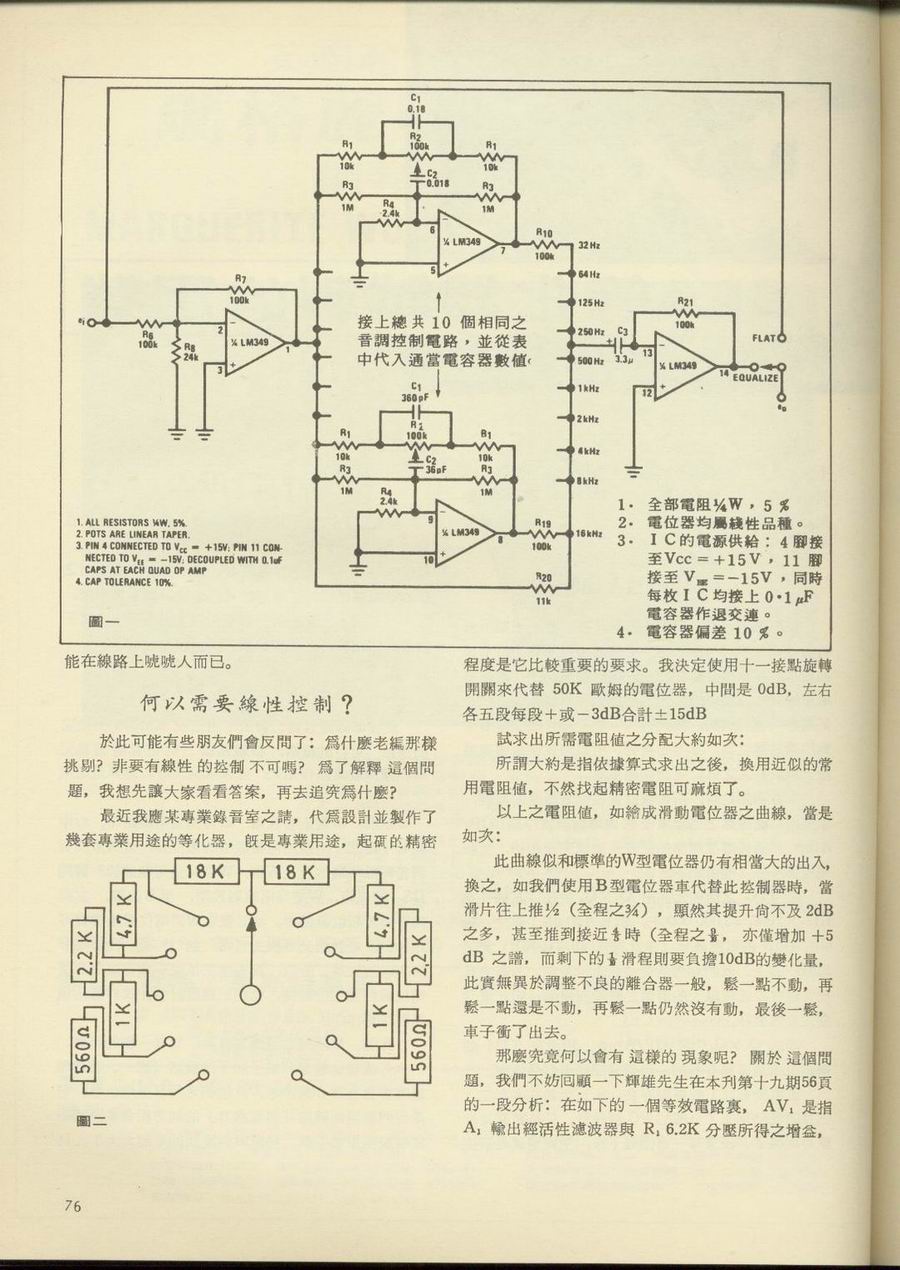 C₁
0.18
R₂
100k
R₁
10k
R₁
10k
C₂
0.018
R₃
1M
R₃
1M
R₄
2.4k
6
¼ LM349
7
5
R₁₀
100k
32 Hz
64 Hz
125 Hz
250 Hz
500 Hz
1 kHz
2 kHz
4 kHz
8 kHz
16 kHz
R₇
100k
eᵢ
R₆
100k
R₈
24k
2
¼ LM349
1
3
接上總共 10 個相同之
音調控制電路，並從表
中代入適當電容器數値
C₃
3.3μ
R₂₁
100k
13
¼ LM349
14
12
FLAT
EQUALIZE
eₒ
C₁
360pF
R₂
100k
R₁
10k
R₁
10k
C₂
36pF
R₃
1M
R₃
1M
R₄
2.4k
9
¼ LM349
8
10
R₁₉
100k
R₂₀
11k
1. ALL RESISTORS ¼W, 5%.
2. POTS ARE LINEAR TAPER.
3. PIN 4 CONNECTED TO V_CC = +15V; PIN 11 CON-
NECTED TO V_EE = −15V; DECOUPLED WITH 0.1uF
CAPS AT EACH QUAD OP AMP
4. CAP TOLERANCE 10%.
圖一
1． 全部電阻¼W，5％
2． 電位器均屬綫性品種。
3． ＩＣ的電源供給：4腳接
至Vcc＝＋15V，11腳
接至V_EE＝−15V，同時
每枚ＩＣ均接上 0·1μF
電容器作退交連。
4． 電容器偏差 10％。
能在線路上唬唬人而已。
何以需要線性控制？
於此可能有些朋友們會反問了：爲什麼老編那樣
挑剔？非要有線性的控制不可嗎？爲了解釋這個問
題，我想先讓大家看看答案，再去追究爲什麼？
最近我應某專業錄音室之請，代爲設計並製作了
幾套專業用途的等化器，旣是專業用途，起碼的精密
18K
18K
4.7K
4.7K
2.2K
2.2K
1K
1K
560Ω
560Ω
圖二
程度是它比較重要的要求。我決定使用十一接點旋轉
開關來代替 50K 歐姆的電位器，中間是 0dB，左右
各五段每段＋或－3dB合計±15dB
試求出所需電阻値之分配大約如次：
所謂大約是指依據算式求出之後，換用近似的常
用電阻値，不然找起精密電阻可麻煩了。
以上之電阻値，如繪成滑動電位器之曲線，當是
如次：
此曲線似和標準的W型電位器仍有相當大的出入，
換之，如我們使用B型電位器車代替此控制器時，當
滑片往上推½（全程之¾），顯然其提升尙不及 2dB
之多，甚至推到接近時（全程之，亦僅增加 +5
dB 之譜，而剩下的滑程則要負擔10dB的變化量，
此實無異於調整不良的離合器一般，鬆一點不動，再
鬆一點還是不動，再鬆一點仍然沒有動，最後一鬆，
車子衝了出去。
那麼究竟何以會有這樣的現象呢？關於這個問
題，我們不妨回顧一下輝雄先生在本刋第十九期56頁
的一段分析：在如下的一個等效電路裏，AV₁ 是指
A₁ 輸出經活性濾波器與 R₁ 6.2K 分壓所得之增益，
76